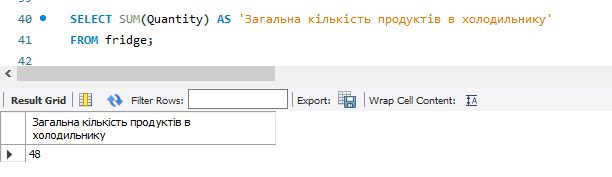 40 SELECT SUM(Quantity) AS 'Загальна кількість продуктів в холодильнику'
41 FROM fridge;
42
Result Grid Filter Rows: Export: Wrap Cell Content:
Загальна кількість продуктів в
холодильнику
48